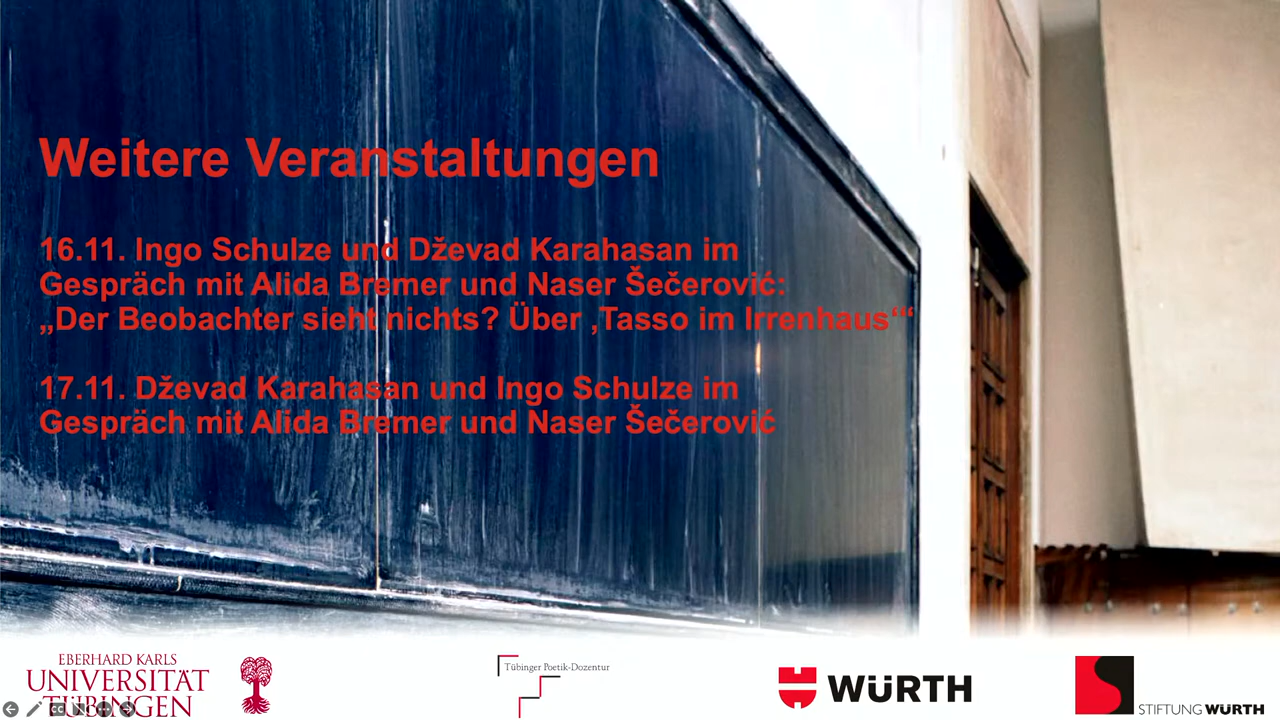 Weitere Veranstaltungen
16.11. Ingo Schulze und Dževad Karahasan im
Gespräch mit Alida Bremer und Naser Šečerović:
„Der Beobachter sieht nichts? Über ‚Tasso im Irrenhaus‘“
17.11. Dževad Karahasan und Ingo Schulze im
Gespräch mit Alida Bremer und Naser Šečerović
EBERHARD KARLS
UNIVERSITÄT
TÜBINGEN
Tübinger Poetik-Dozentur
WÜRTH
STIFTUNG WÜRTH
CC